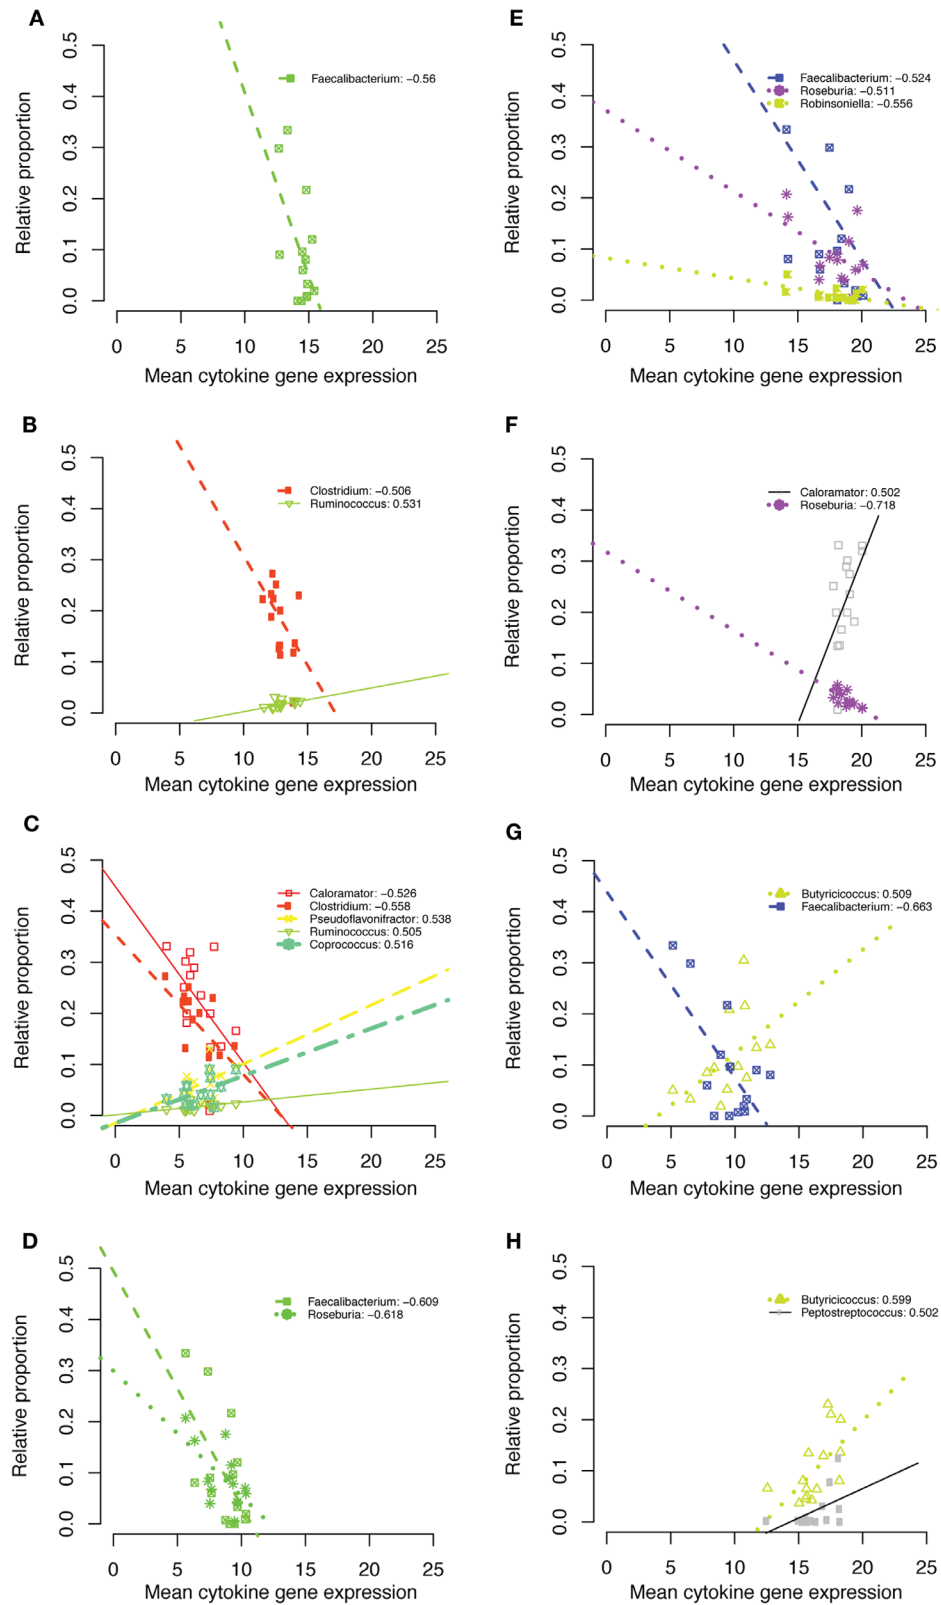 A
Relative proportion
0.0 0.1 0.2 0.3 0.4 0.5
Faecalibacterium: −0.56
0 5 10 15 20 25
Mean cytokine gene expression
B
Relative proportion
0.0 0.1 0.2 0.3 0.4 0.5
Clostridium: −0.506
Ruminococcus: 0.531
0 5 10 15 20 25
Mean cytokine gene expression
C
Relative proportion
0.0 0.1 0.2 0.3 0.4 0.5
Caloramator: −0.526
Clostridium: −0.558
Pseudoflavonifractor: 0.538
Ruminococcus: 0.505
Coprococcus: 0.516
0 5 10 15 20 25
Mean cytokine gene expression
D
Relative proportion
0.0 0.1 0.2 0.3 0.4 0.5
Faecalibacterium: −0.609
Roseburia: −0.618
0 5 10 15 20 25
Mean cytokine gene expression
E
Relative proportion
0.0 0.1 0.2 0.3 0.4 0.5
Faecalibacterium: −0.524
Roseburia: −0.511
Robinsoniella: −0.556
0 5 10 15 20 25
Mean cytokine gene expression
F
Relative proportion
0.0 0.1 0.2 0.3 0.4 0.5
Caloramator: 0.502
Roseburia: −0.718
0 5 10 15 20 25
Mean cytokine gene expression
G
Relative proportion
0.0 0.1 0.2 0.3 0.4 0.5
Butyricicoccus: 0.509
Faecalibacterium: −0.663
0 5 10 15 20 25
Mean cytokine gene expression
H
Relative proportion
0.0 0.1 0.2 0.3 0.4 0.5
Butyricicoccus: 0.599
Peptostreptococcus: 0.502
0 5 10 15 20 25
Mean cytokine gene expression